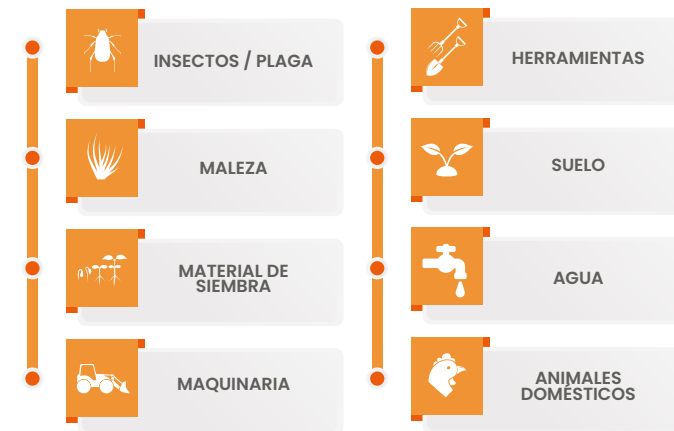 INSECTOS / PLAGA
MALEZA
MATERIAL DE
SIEMBRA
MAQUINARIA
HERRAMIENTAS
SUELO
AGUA
ANIMALES
DOMÉSTICOS